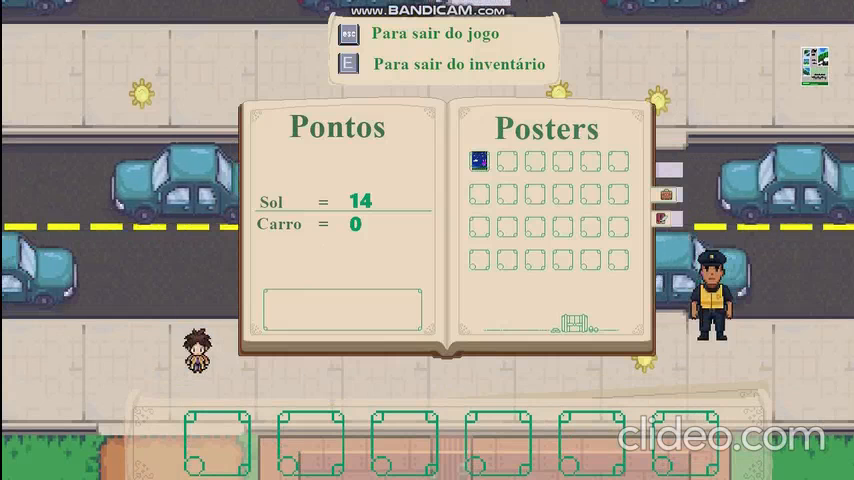 www.BANDICAM.com
esc Para sair do jogo
E Para sair do inventário
Pontos
Sol = 14
Carro = 0
Posters
clideo.com